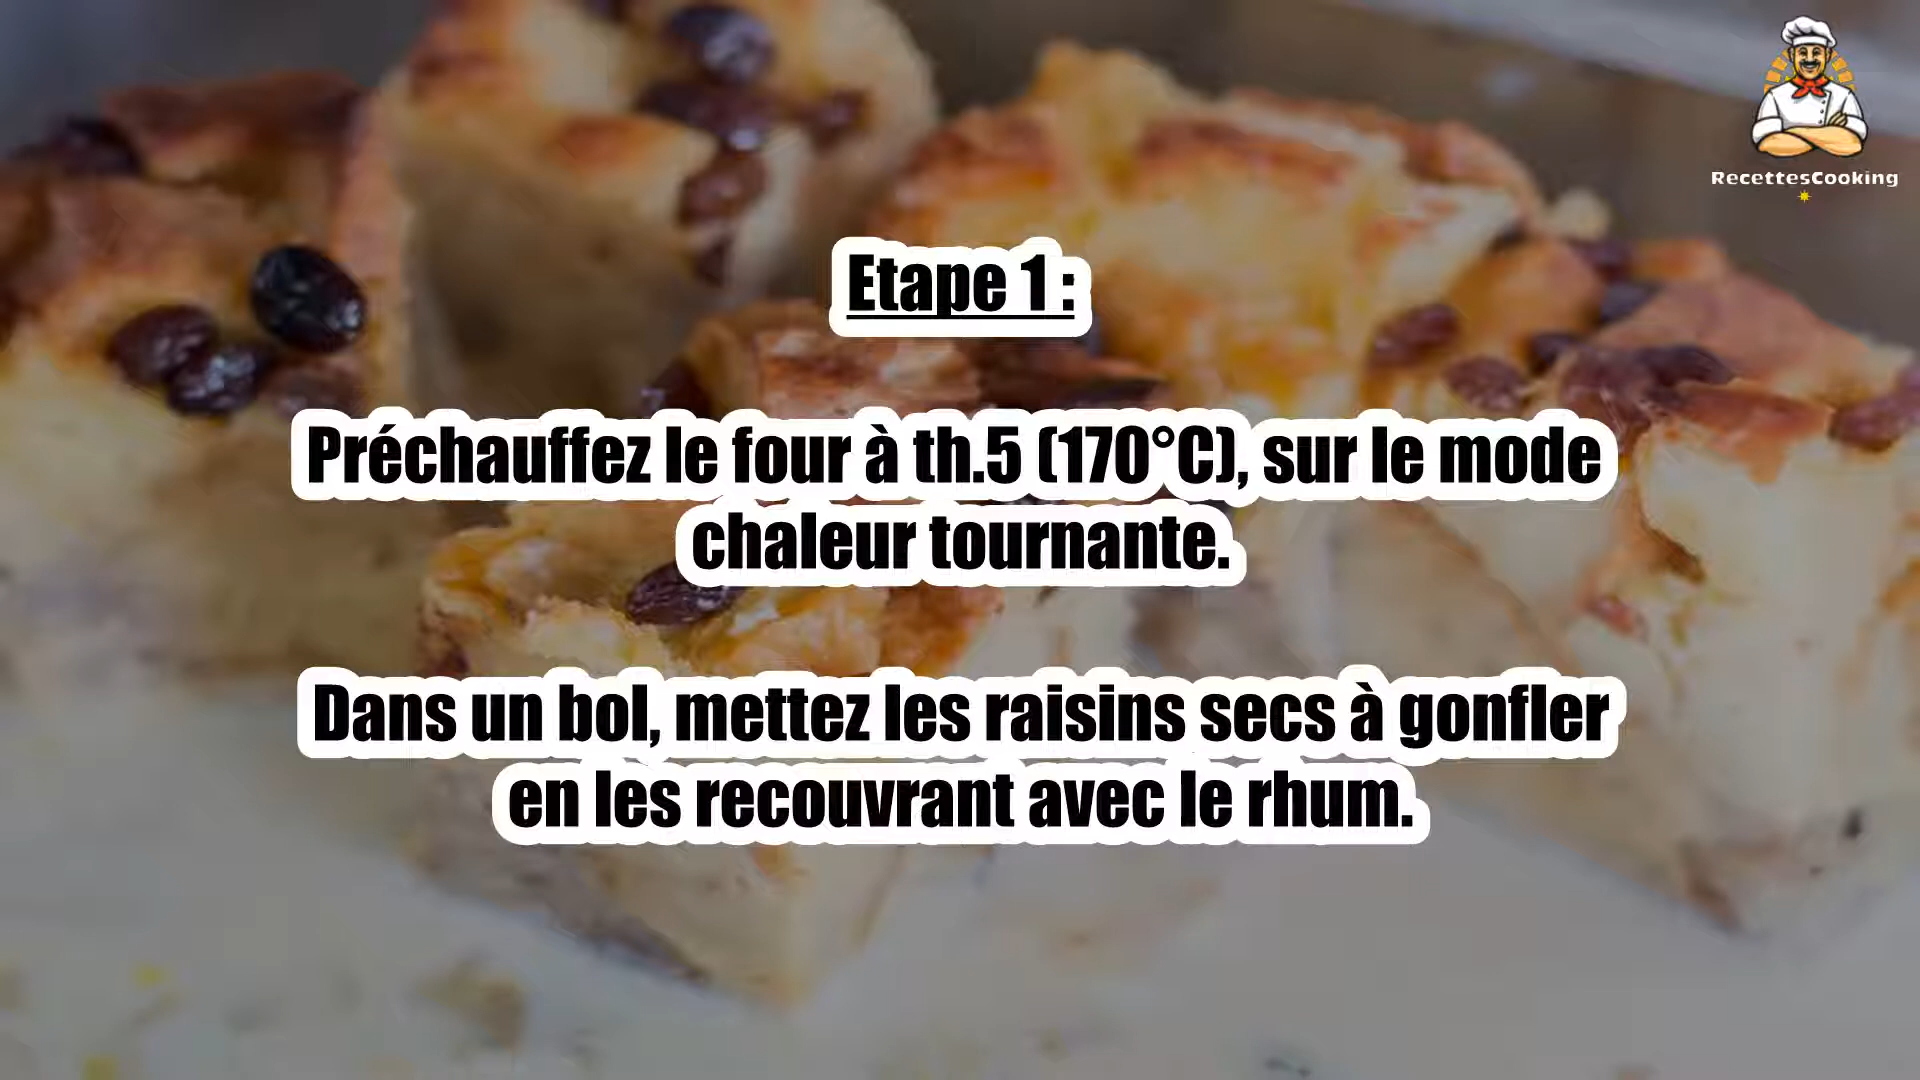 RecettesCooking
Etape 1 :
Préchauffez le four à th.5 (170°C), sur le mode
chaleur tournante.
Dans un bol, mettez les raisins secs à gonfler
en les recouvrant avec le rhum.